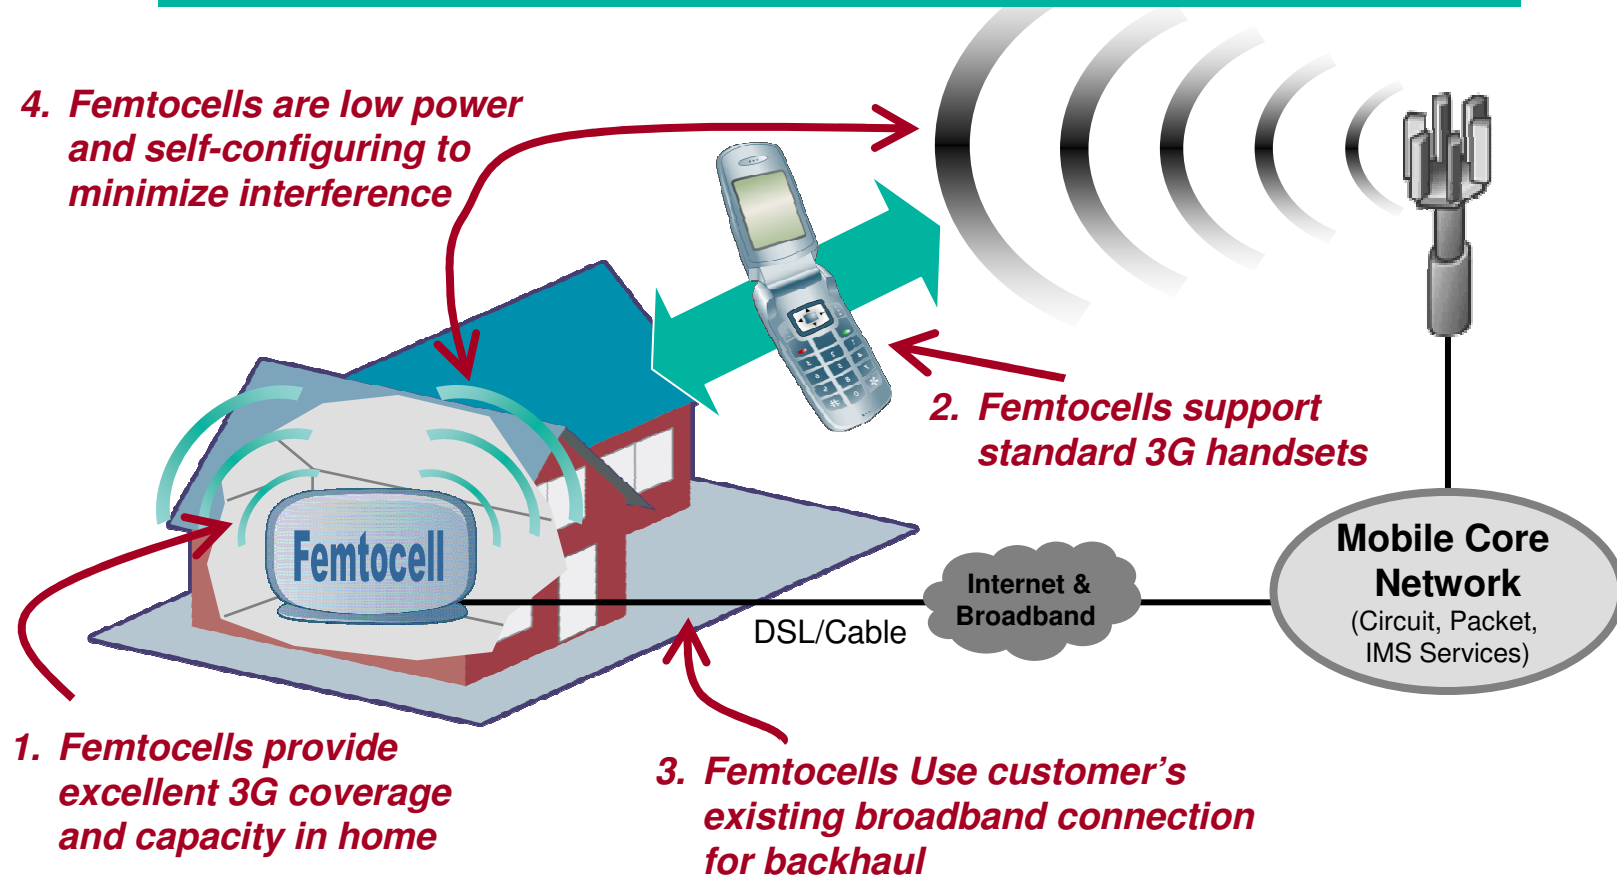 4. Femtocells are low power
and self-configuring to
minimize interference
2. Femtocells support
standard 3G handsets
Femtocell
Internet &
Broadband
DSL/Cable
Mobile Core
Network
(Circuit, Packet,
IMS Services)
1. Femtocells provide
excellent 3G coverage
and capacity in home
3. Femtocells Use customer's
existing broadband connection
for backhaul